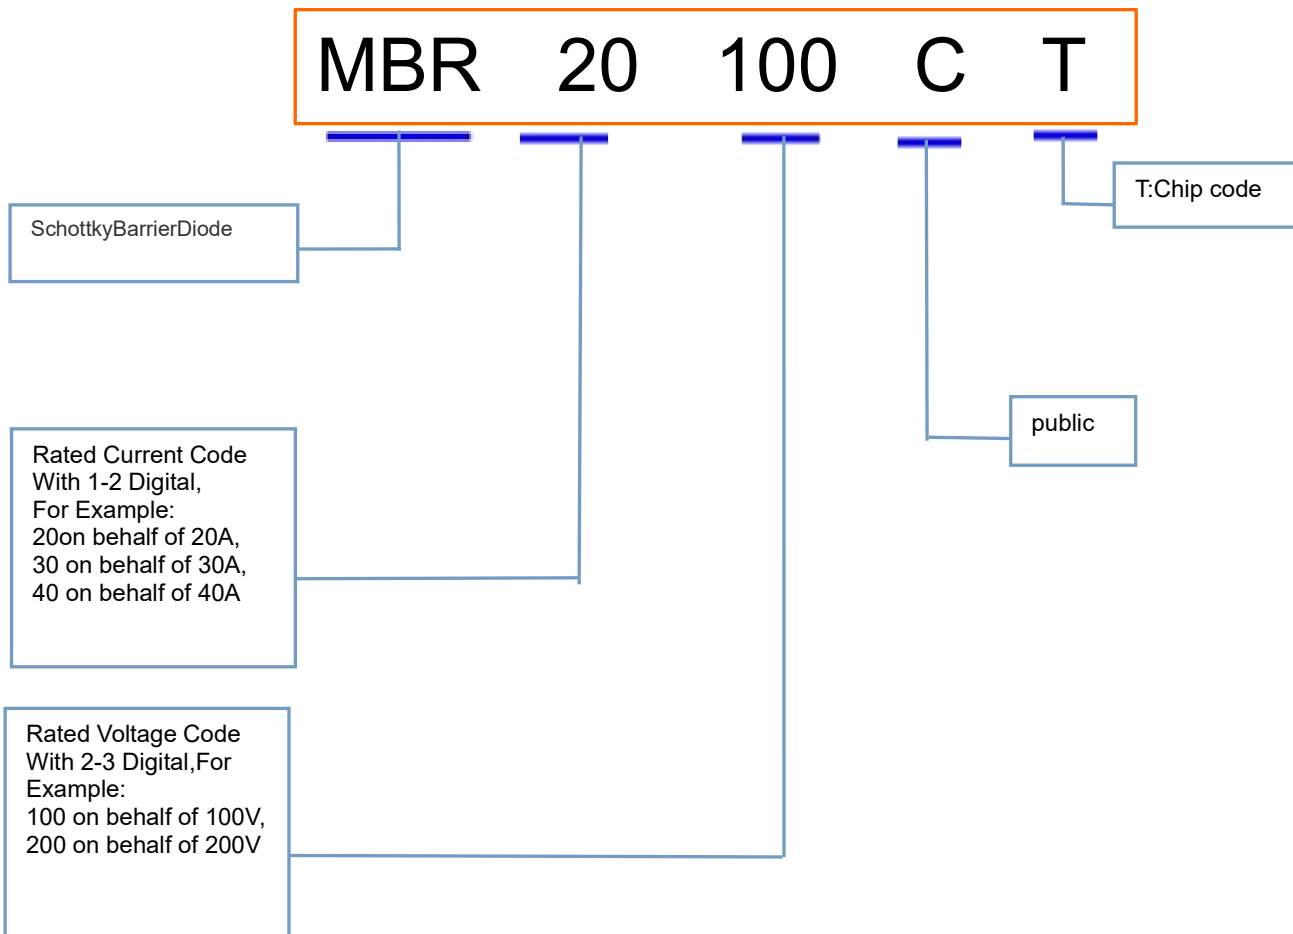 MBR 20 100 C T
T:Chip code
SchottkyBarrierDiode
public
Rated Current Code
With 1-2 Digital,
For Example:
20on behalf of 20A,
30 on behalf of 30A,
40 on behalf of 40A
Rated Voltage Code
With 2-3 Digital,For
Example:
100 on behalf of 100V,
200 on behalf of 200V